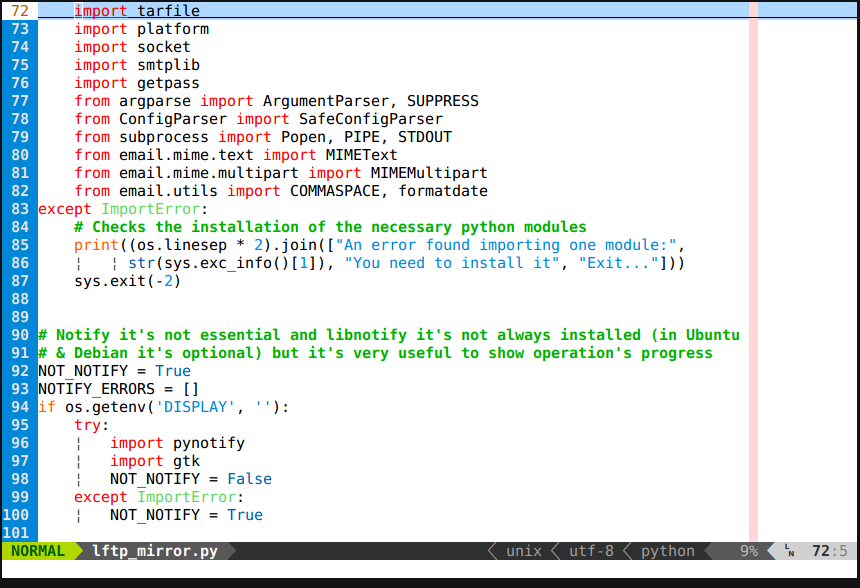 72     import tarfile
73     import platform
74     import socket
75     import smtplib
76     import getpass
77     from argparse import ArgumentParser, SUPPRESS
78     from ConfigParser import SafeConfigParser
79     from subprocess import Popen, PIPE, STDOUT
80     from email.mime.text import MIMEText
81     from email.mime.multipart import MIMEMultipart
82     from email.utils import COMMASPACE, formatdate
83 except ImportError:
84     # Checks the installation of the necessary python modules
85     print((os.linesep * 2).join(["An error found importing one module:",
86     ¦   ¦ str(sys.exc_info()[1]), "You need to install it", "Exit..."]))
87     sys.exit(-2)
88
89
90 # Notify it's not essential and libnotify it's not always installed (in Ubuntu
91 # & Debian it's optional) but it's very useful to show operation's progress
92 NOT_NOTIFY = True
93 NOTIFY_ERRORS = []
94 if os.getenv('DISPLAY', ''):
95     try:
96     ¦   import pynotify
97     ¦   import gtk
98     ¦   NOT_NOTIFY = False
99     except ImportError:
100     ¦   NOT_NOTIFY = True
101
NORMAL lftp_mirror.py unix utf-8 python 9% LN 72:5